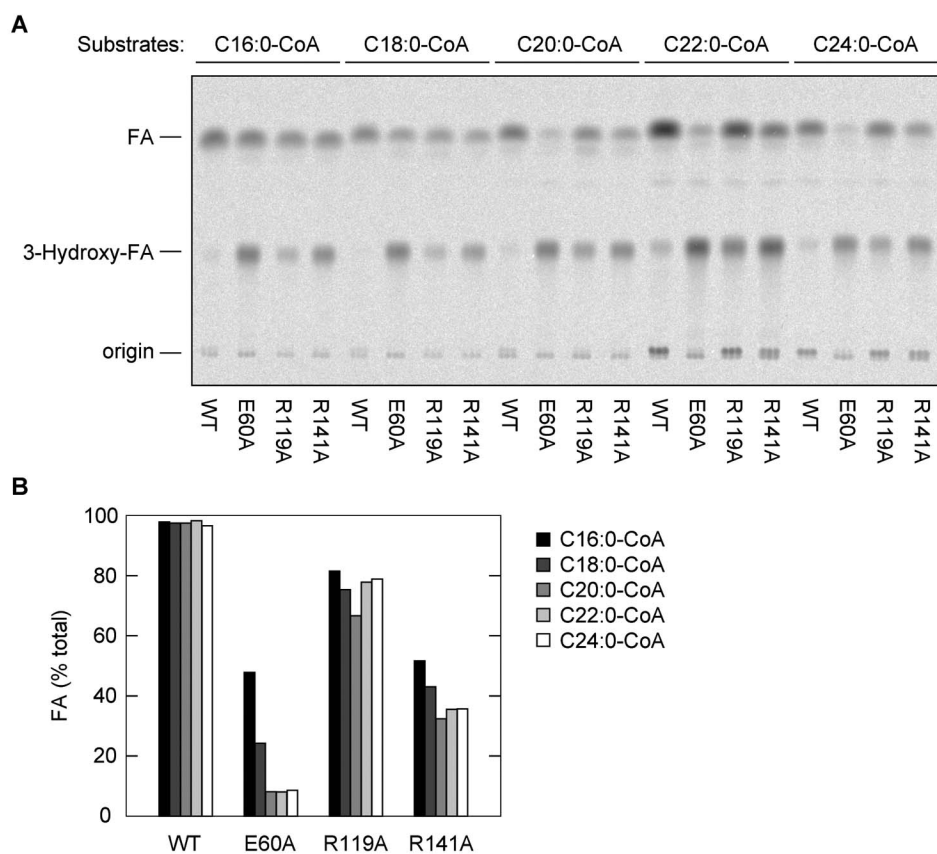 A
Substrates: C16:0-CoA C18:0-CoA C20:0-CoA C22:0-CoA C24:0-CoA
FA
3-Hydroxy-FA
origin
WT E60A R119A R141A WT E60A R119A R141A WT E60A R119A R141A WT E60A R119A R141A WT E60A R119A R141A
B
FA (% total)
100
80
60
40
20
0
WT E60A R119A R141A
C16:0-CoA
C18:0-CoA
C20:0-CoA
C22:0-CoA
C24:0-CoA